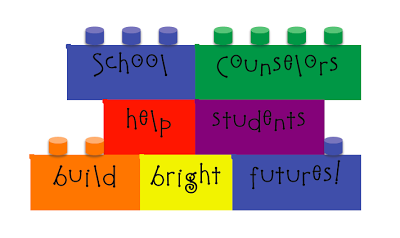 School Counselors
help students
build bright futures!